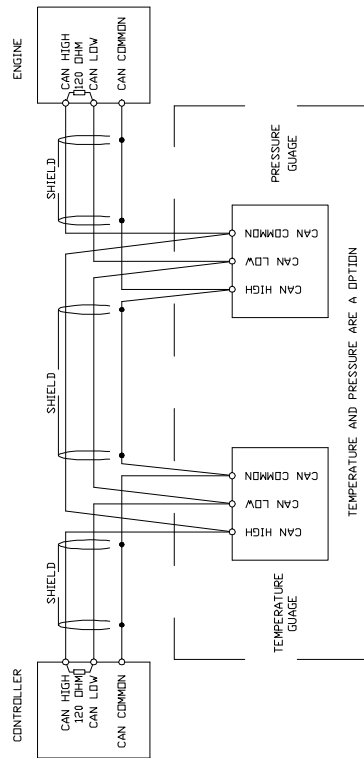 ENGINE
CAN HIGH
120 OHM
CAN LOW
CAN COMMON
SHIELD
PRESSURE
GUAGE
CAN COMMON
CAN LOW
CAN HIGH
SHIELD
TEMPERATURE AND PRESSURE ARE A OPTION
CAN COMMON
CAN LOW
CAN HIGH
SHIELD
TEMPERATURE
GUAGE
CONTROLLER
CAN HIGH
120 OHM
CAN LOW
CAN COMMON